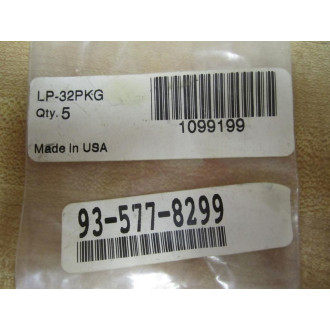 LP-32PKG
Qty. 5
1099199
Made in USA
93-577-8299